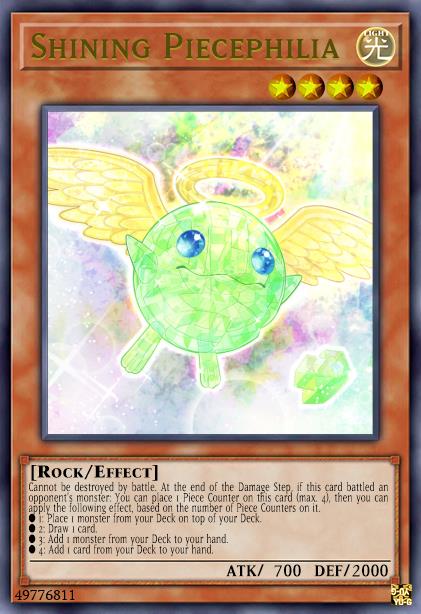 Shining Piecephilia
LIGHT
光
[Rock/Effect]
Cannot be destroyed by battle. At the end of the Damage Step, if this card battled an
opponent's monster: You can place 1 Piece Counter on this card (max. 4), then you can
apply the following effect, based on the number of Piece Counters on it.
● 1: Place 1 monster from your Deck on top of your Deck.
● 2: Draw 1 card.
● 3: Add 1 monster from your Deck to your hand.
● 4: Add 1 card from your Deck to your hand.
ATK/ 700 DEF/2000
49776811